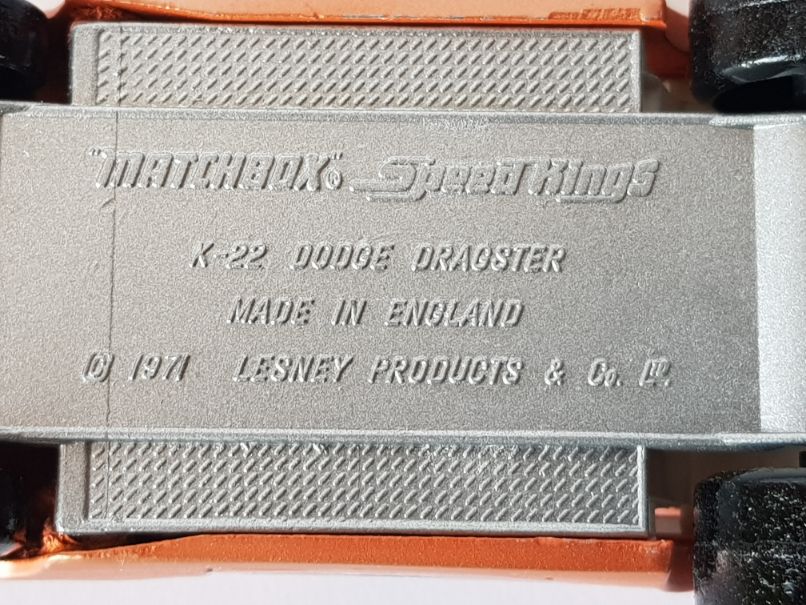 "MATCHBOX"® Speed Kings
K-22 DODGE DRAGSTER
MADE IN ENGLAND
© 1971 LESNEY PRODUCTS & Co. LTD.